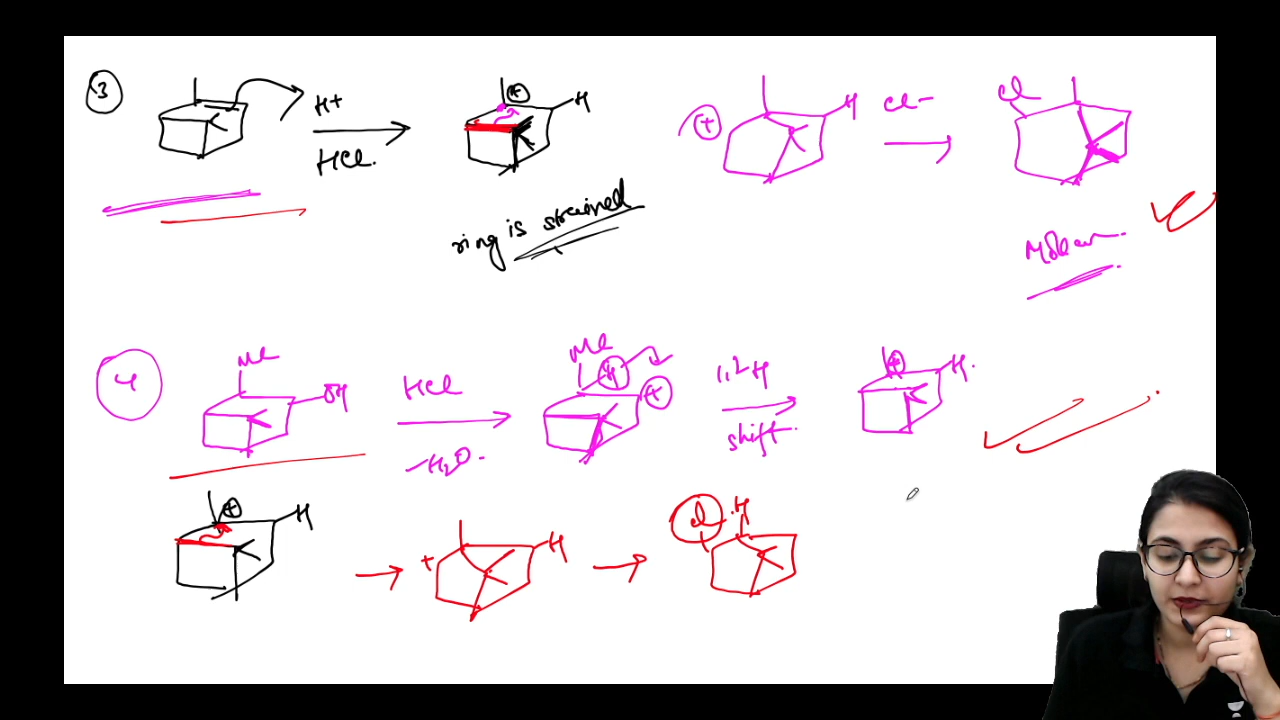 3
H+
HCl.
⊕
H
ring is strained
⊕
H
Cl-
Cl
4
Me
OH
HCl
-H2O.
Me
H
⊕
1,2 H
shift.
⊕
H.
⊕
H
+
H
Cl
H